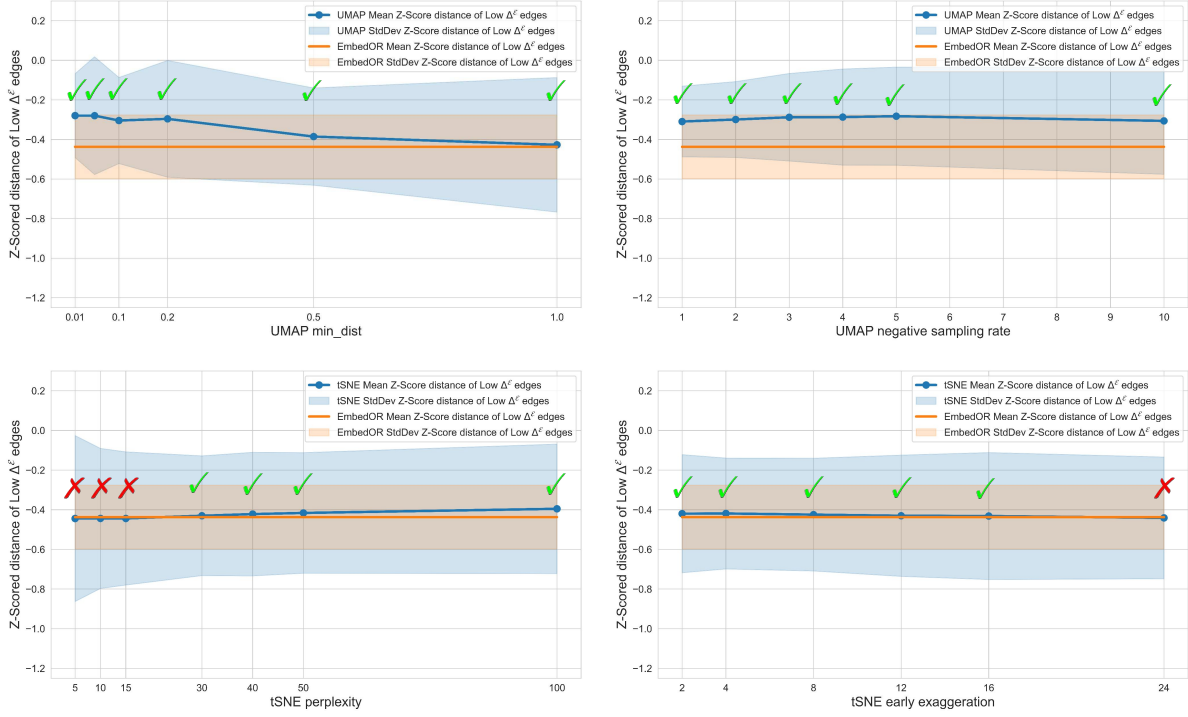 UMAP Mean Z-Score distance of Low Δ^ℰ edges
UMAP StdDev Z-Score distance of Low Δ^ℰ edges
EmbedOR Mean Z-Score distance of Low Δ^ℰ edges
EmbedOR StdDev Z-Score distance of Low Δ^ℰ edges
Z-Scored distance of Low Δ^ℰ edges
0.2
0.0
−0.2
−0.4
−0.6
−0.8
−1.0
−1.2
0.01 0.1 0.2 0.5 1.0
UMAP min_dist
UMAP Mean Z-Score distance of Low Δ^ℰ edges
UMAP StdDev Z-Score distance of Low Δ^ℰ edges
EmbedOR Mean Z-Score distance of Low Δ^ℰ edges
EmbedOR StdDev Z-Score distance of Low Δ^ℰ edges
Z-Scored distance of Low Δ^ℰ edges
0.2
0.0
−0.2
−0.4
−0.6
−0.8
−1.0
−1.2
1 2 3 4 5 6 7 8 9 10
UMAP negative sampling rate
tSNE Mean Z-Score distance of Low Δ^ℰ edges
tSNE StdDev Z-Score distance of Low Δ^ℰ edges
EmbedOR Mean Z-Score distance of Low Δ^ℰ edges
EmbedOR StdDev Z-Score distance of Low Δ^ℰ edges
Z-Scored distance of Low Δ^ℰ edges
0.2
0.0
−0.2
−0.4
−0.6
−0.8
−1.0
−1.2
5 10 15 30 40 50 100
tSNE perplexity
tSNE Mean Z-Score distance of Low Δ^ℰ edges
tSNE StdDev Z-Score distance of Low Δ^ℰ edges
EmbedOR Mean Z-Score distance of Low Δ^ℰ edges
EmbedOR StdDev Z-Score distance of Low Δ^ℰ edges
Z-Scored distance of Low Δ^ℰ edges
0.2
0.0
−0.2
−0.4
−0.6
−0.8
−1.0
−1.2
2 4 8 12 16 24
tSNE early exaggeration